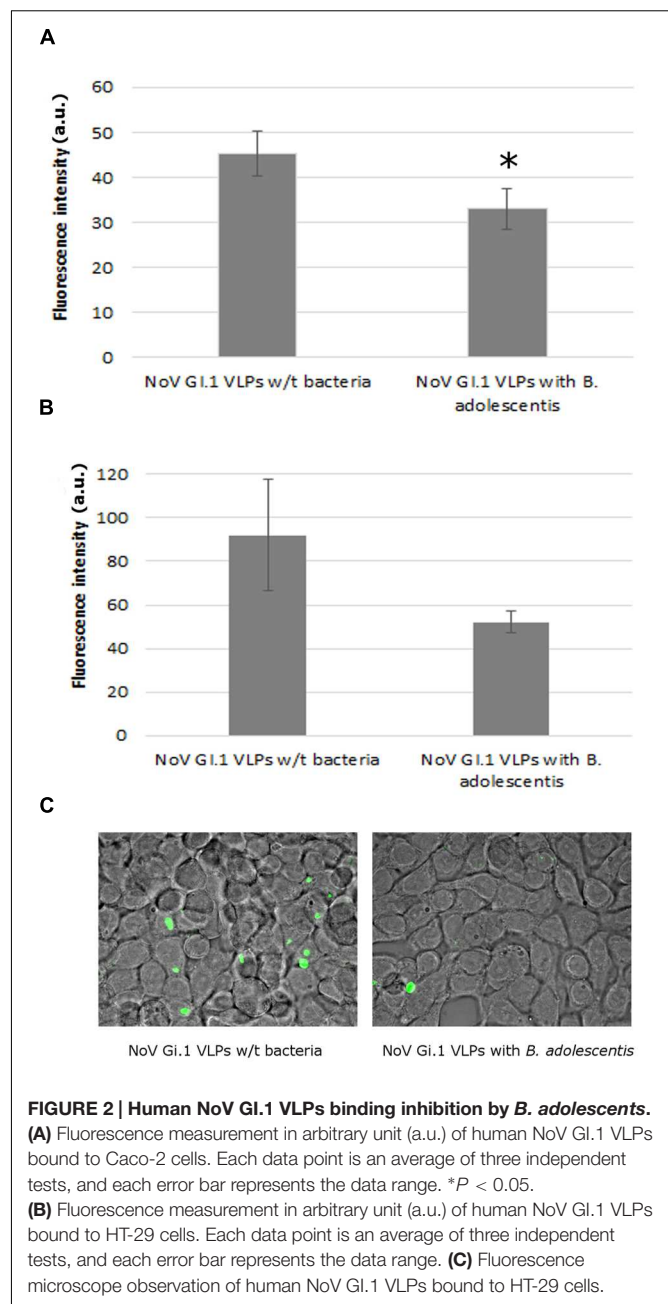 A
Fluorescence intensity (a.u.)
60
50
40
30
20
10
0
*
NoV GI.1 VLPs w/t bacteria
NoV GI.1 VLPs with B.
adolescentis
B
Fluorescence intensity (a.u.)
120
100
80
60
40
20
0
NoV GI.1 VLPs w/t bacteria
NoV GI.1 VLPs with B.
adolescentis
C
NoV Gi.1 VLPs w/t bacteria
NoV Gi.1 VLPs with B. adolescentis
FIGURE 2 | Human NoV GI.1 VLPs binding inhibition by B. adolescents.
(A) Fluorescence measurement in arbitrary unit (a.u.) of human NoV GI.1 VLPs
bound to Caco-2 cells. Each data point is an average of three independent
tests, and each error bar represents the data range. *P < 0.05.
(B) Fluorescence measurement in arbitrary unit (a.u.) of human NoV GI.1 VLPs
bound to HT-29 cells. Each data point is an average of three independent
tests, and each error bar represents the data range. (C) Fluorescence
microscope observation of human NoV GI.1 VLPs bound to HT-29 cells.